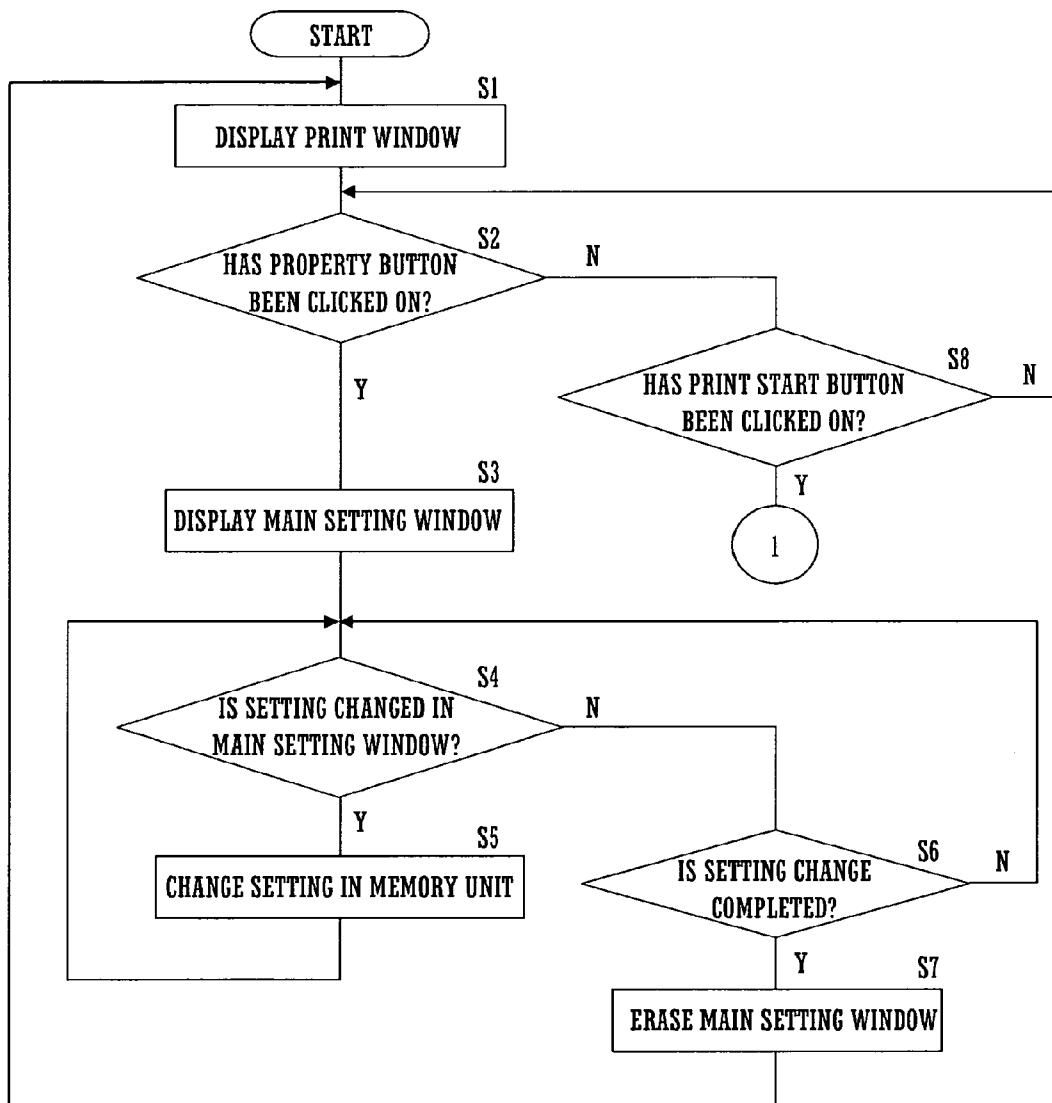 START
S1
DISPLAY PRINT WINDOW
S2
HAS PROPERTY BUTTON
BEEN CLICKED ON?
N
Y
S8
HAS PRINT START BUTTON
BEEN CLICKED ON?
N
Y
1
S3
DISPLAY MAIN SETTING WINDOW
S4
IS SETTING CHANGED IN
MAIN SETTING WINDOW?
N
Y
S5
CHANGE SETTING IN MEMORY UNIT
S6
IS SETTING CHANGE
COMPLETED?
N
Y
S7
ERASE MAIN SETTING WINDOW